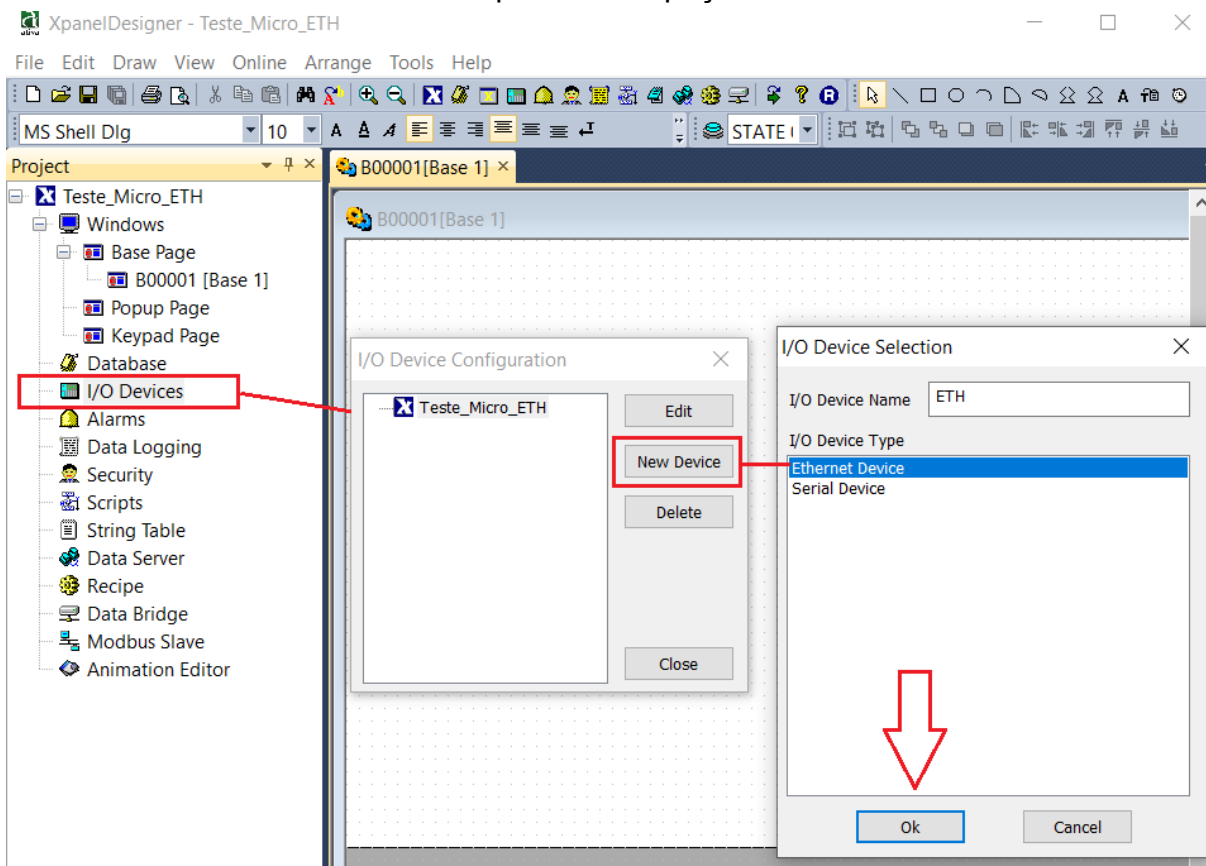 XpanelDesigner - Teste_Micro_ETH
File Edit Draw View Online Arrange Tools Help
MS Shell Dlg 10 A A A STATE (
Project
B00001[Base 1]
Teste_Micro_ETH
Windows
Base Page
B00001 [Base 1]
Popup Page
Keypad Page
Database
I/O Devices
Alarms
Data Logging
Security
Scripts
String Table
Data Server
Recipe
Data Bridge
Modbus Slave
Animation Editor
B00001[Base 1]
I/O Device Configuration
Teste_Micro_ETH
Edit
New Device
Delete
Close
I/O Device Selection
I/O Device Name ETH
I/O Device Type
Ethernet Device
Serial Device
Ok Cancel